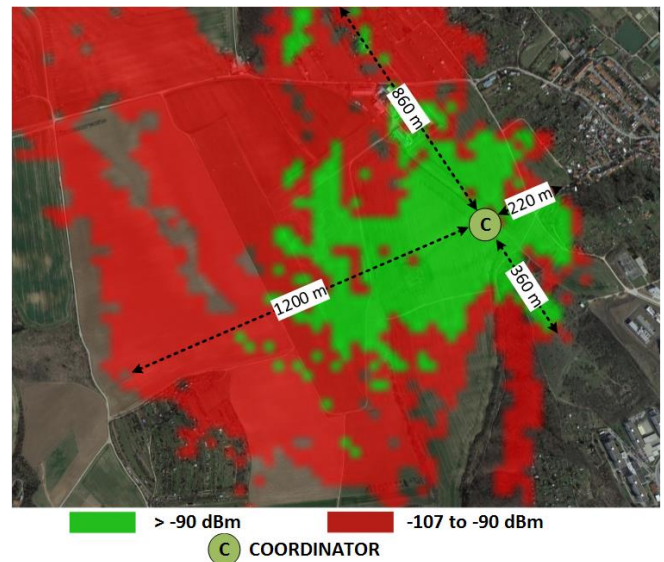 860 m
220 m
C
360 m
1200 m
> -90 dBm
-107 to -90 dBm
C COORDINATOR